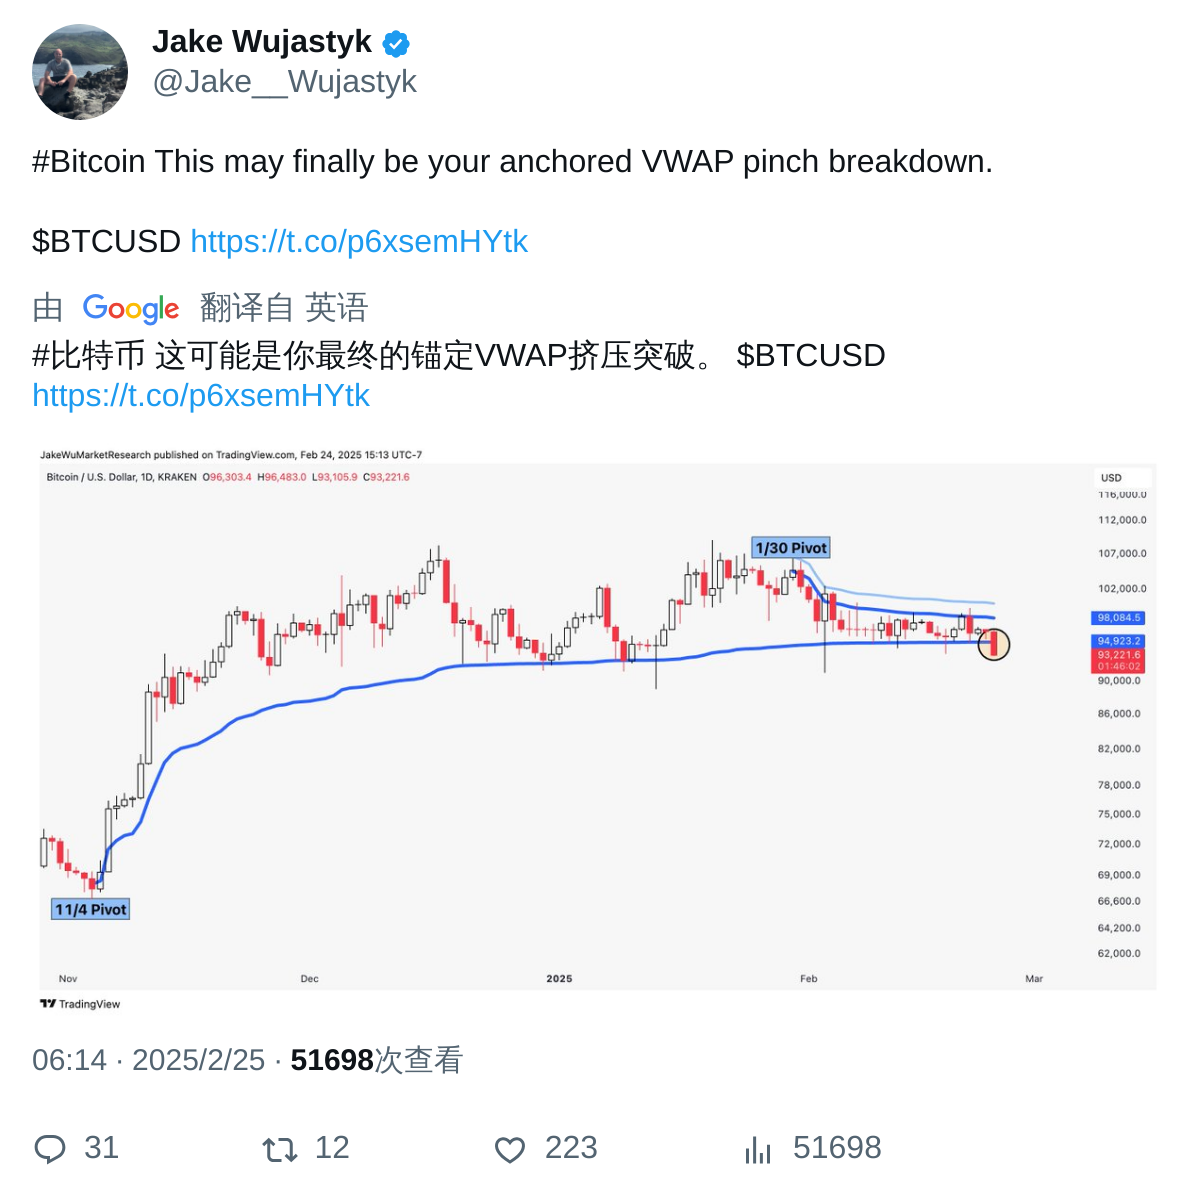 Jake Wujastyk
@Jake__Wujastyk
#Bitcoin This may finally be your anchored VWAP pinch breakdown.
$BTCUSD https://t.co/p6xsemHYtk
由 Google 翻译自 英语
#比特币 这可能是你最终的锚定VWAP挤压突破。 $BTCUSD
https://t.co/p6xsemHYtk
JakeWuMarketResearch published on TradingView.com, Feb 24, 2025 15:13 UTC-7
Bitcoin / U.S. Dollar, 1D, KRAKEN O96,303.4 H96,483.0 L93,105.9 C93,221.6
USD
116,000.0
112,000.0
1/30 Pivot
107,000.0
102,000.0
98,084.5
94,923.2
93,221.6
01:46:02
90,000.0
86,000.0
82,000.0
78,000.0
75,000.0
72,000.0
69,000.0
66,600.0
11/4 Pivot
64,200.0
62,000.0
Nov Dec 2025 Feb Mar
TradingView
06:14 · 2025/2/25 · 51698次查看
31 12 223 51698